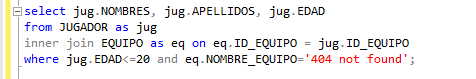 select jug.NOMBRES, jug.APELLIDOS, jug.EDAD
from JUGADOR as jug
inner join EQUIPO as eq on eq.ID_EQUIPO = jug.ID_EQUIPO
where jug.EDAD<=20 and eq.NOMBRE_EQUIPO='404 not found';